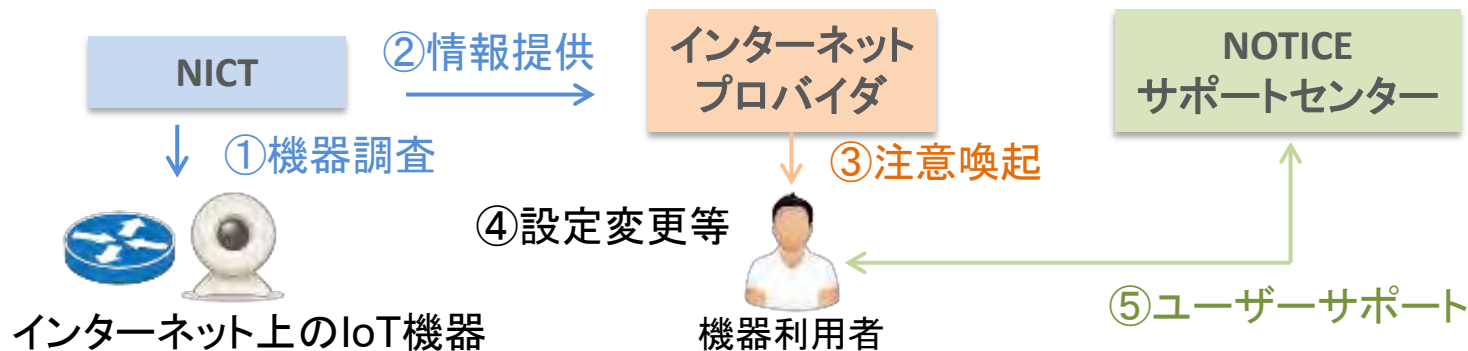 NICT
②情報提供
インターネット
プロバイダ
NOTICE
サポートセンター
①機器調査
③注意喚起
④設定変更等
⑤ユーザーサポート
インターネット上のIoT機器
機器利用者